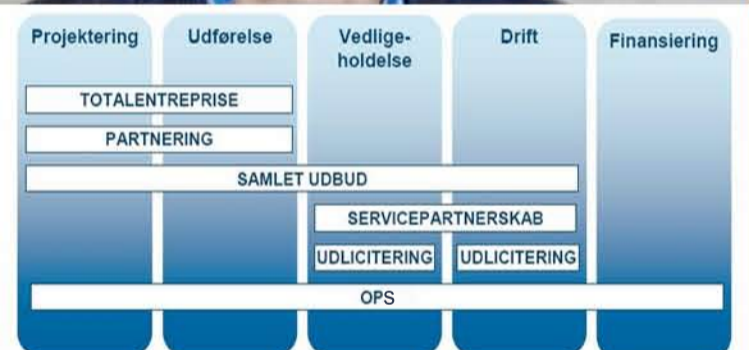 Projektering
Udførelse
Vedlige-
holdelse
Drift
Finansiering
TOTALENTREPRISE
PARTNERING
SAMLET UDBUD
SERVICEPARTNERSKAB
UDLICITERING
UDLICITERING
OPS